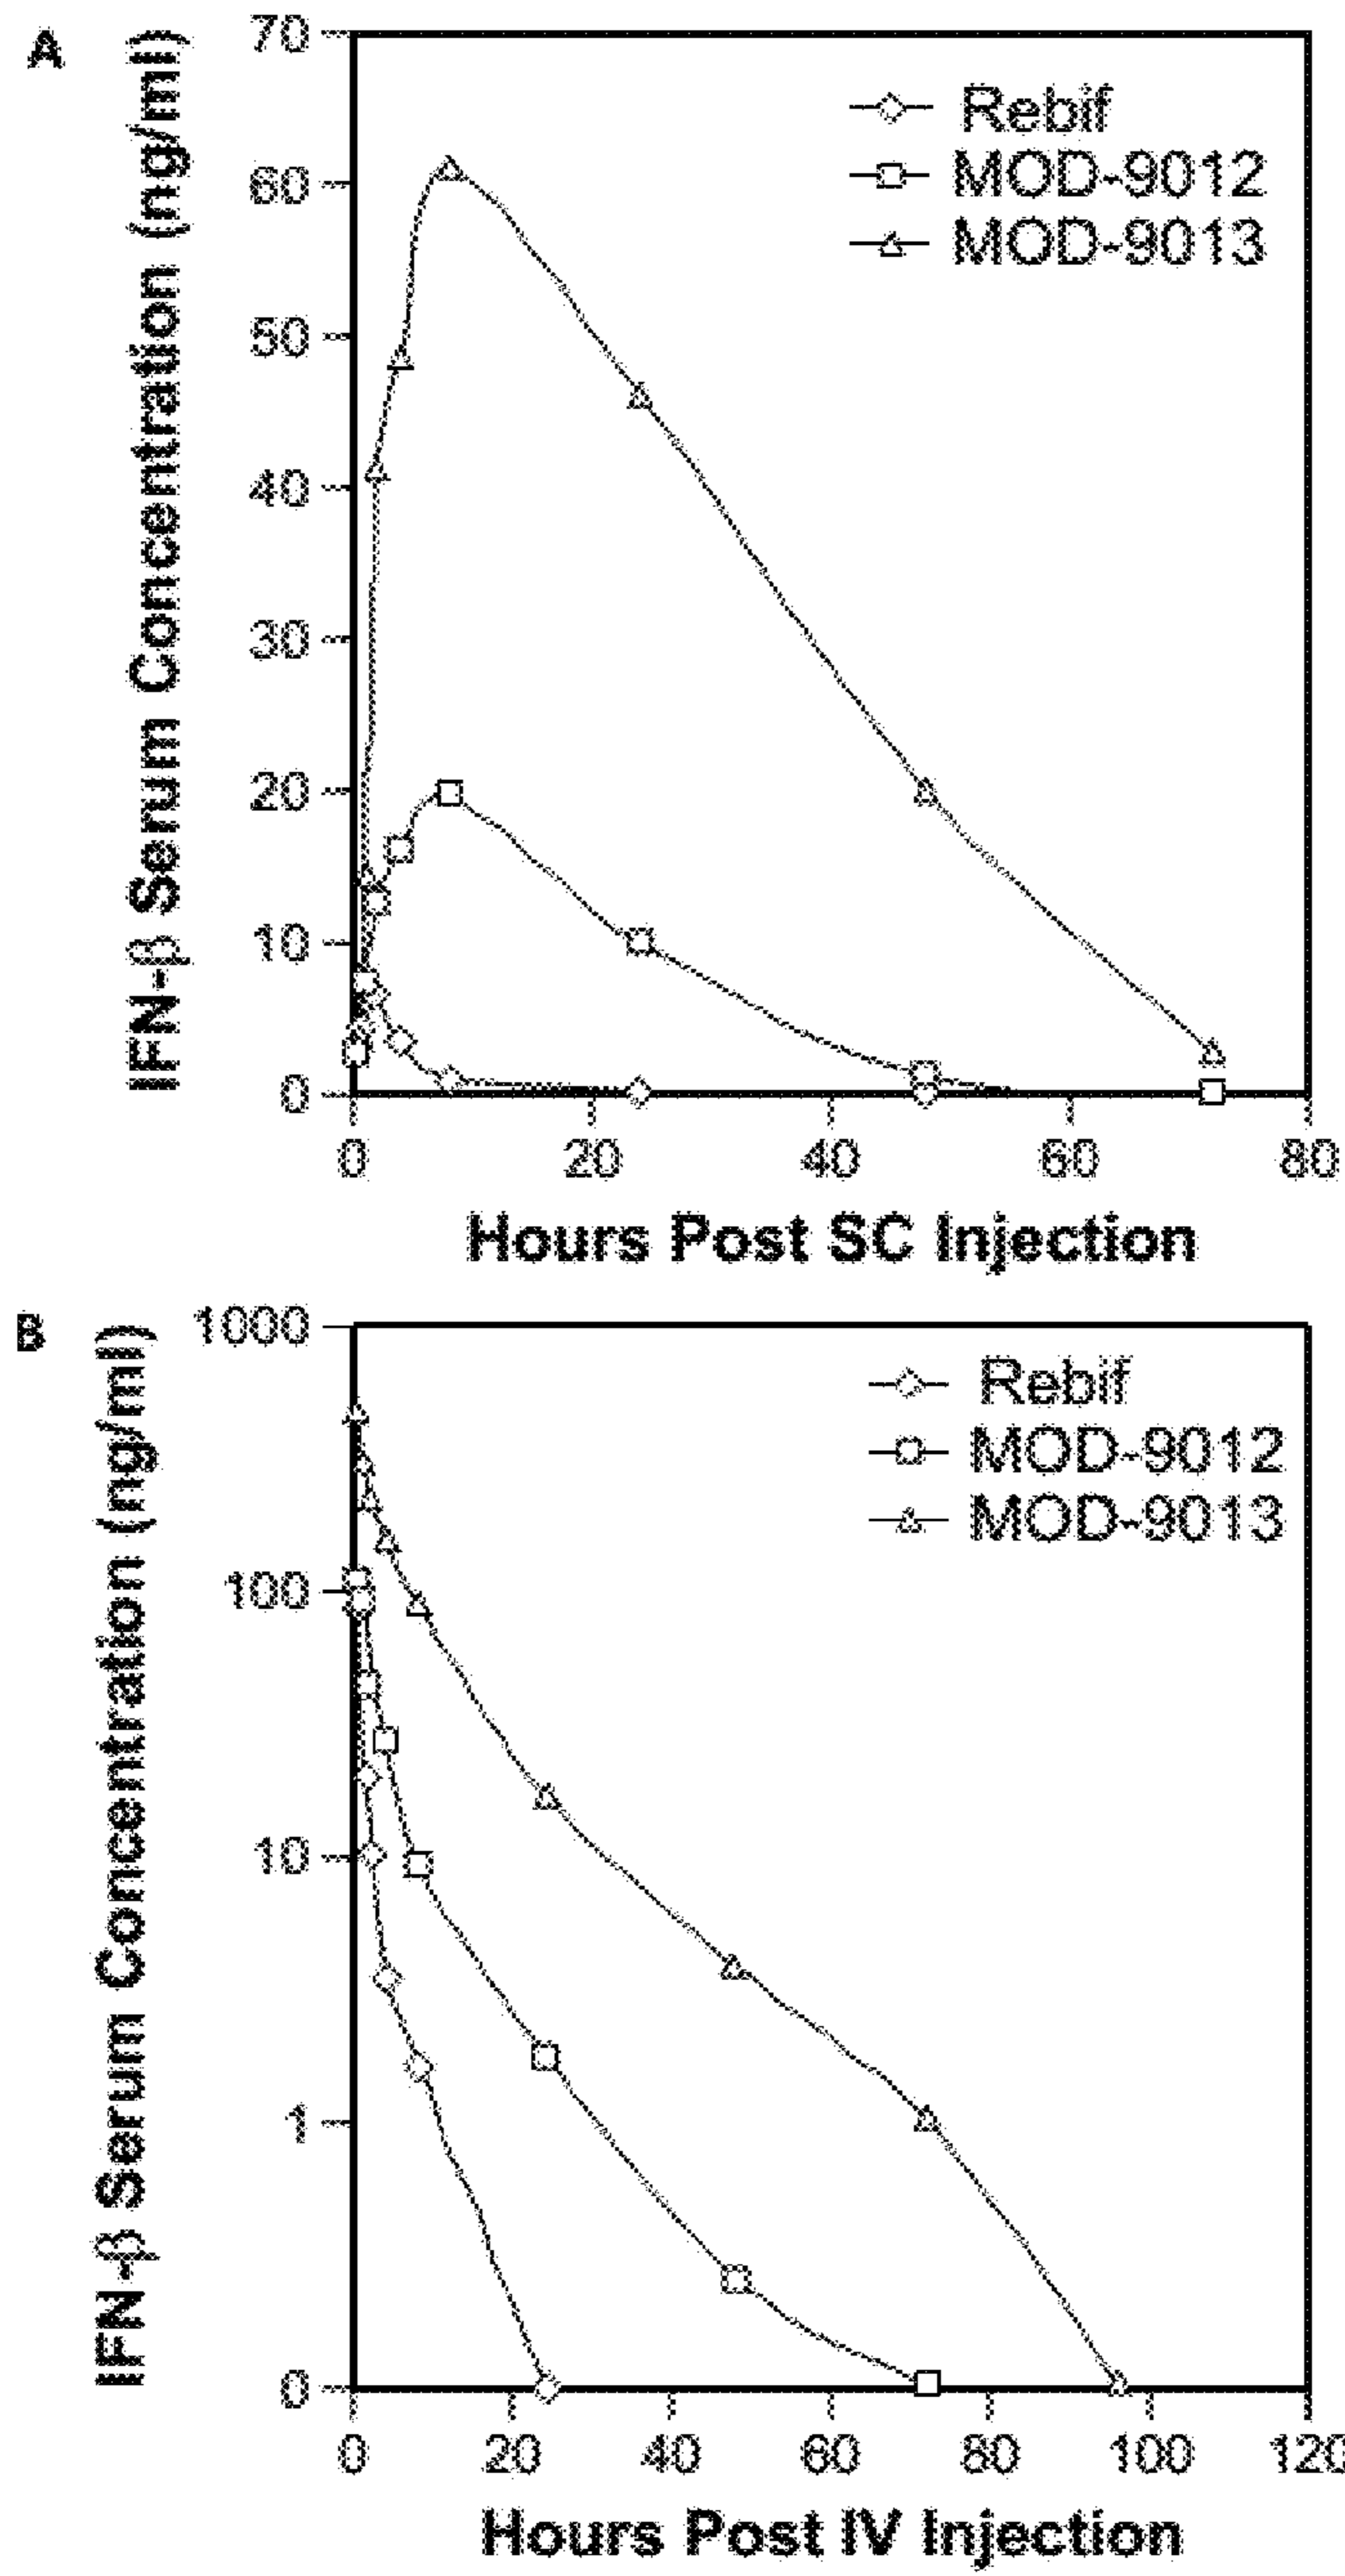 A
IFN-β Serum Concentration (ng/ml)
70
60
50
40
30
20
10
0
Rebif
MOD-9012
MOD-9013
0 20 40 60 80
Hours Post SC Injection
B
IFN-β Serum Concentration (ng/ml)
1000
100
10
1
0
Rebif
MOD-9012
MOD-9013
0 20 40 60 80 100 120
Hours Post IV Injection